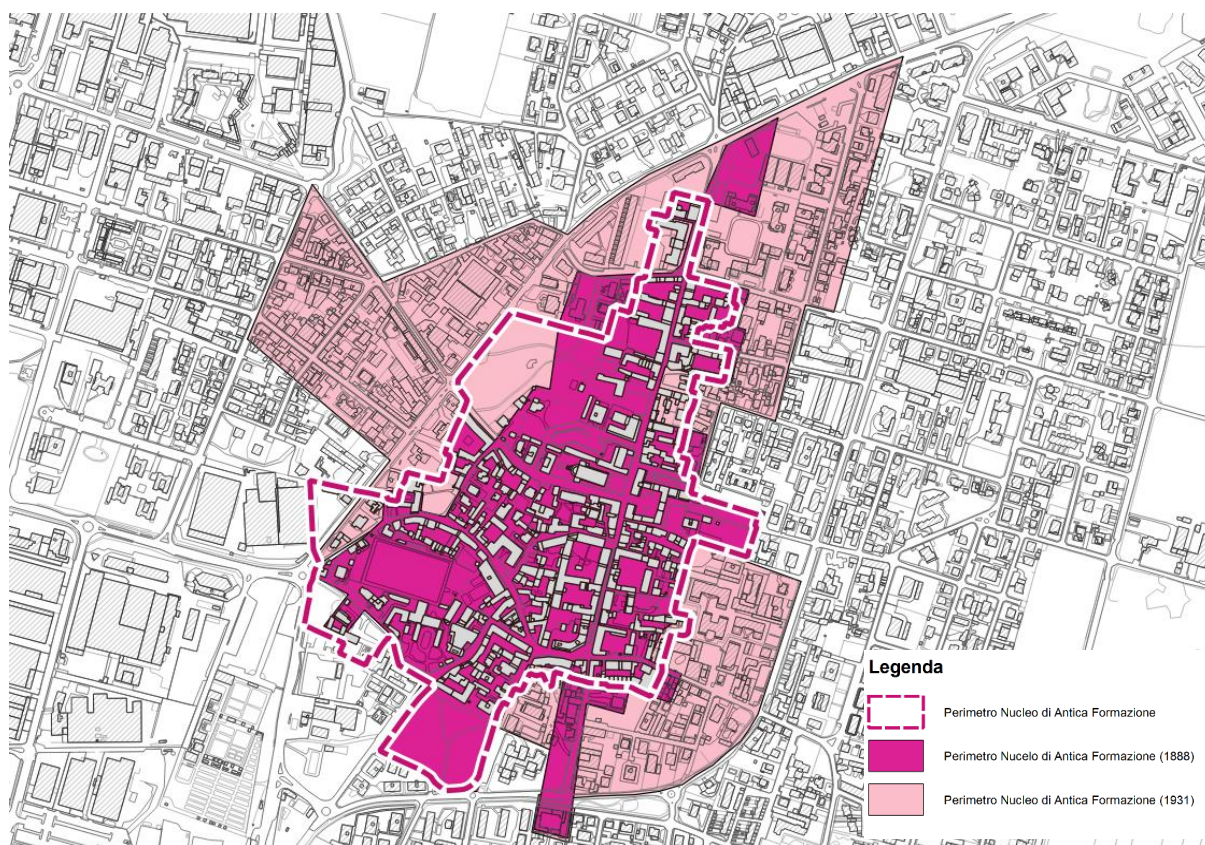 Legenda
Perimetro Nucleo di Antica Formazione
Perimetro Nucelo di Antica Formazione (1888)
Perimetro Nucleo di Antica Formazione (1931)